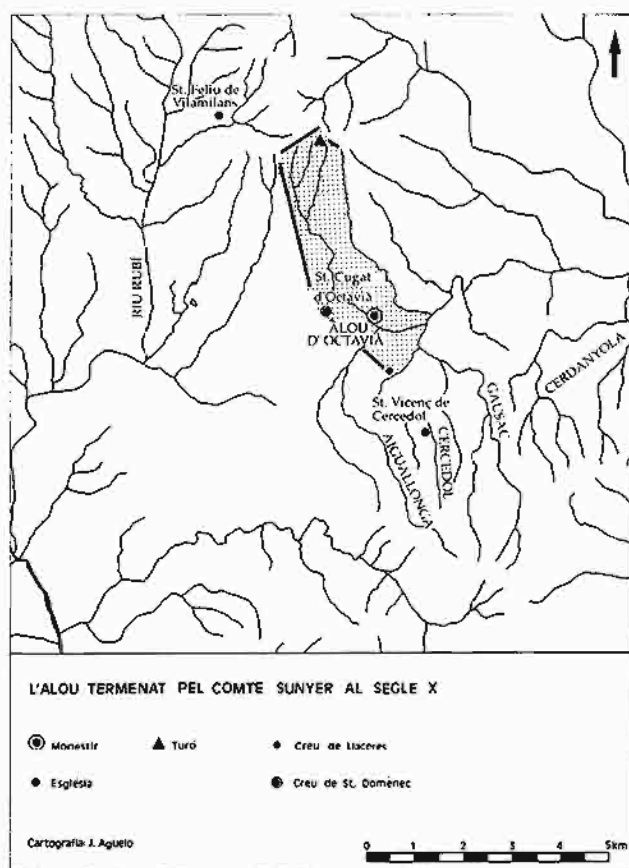 St. Feliu de
Vilamilans
RIU RUBÍ
St. Cugat
d'Octavià
ALOU
D'OCTAVIÀ
St. Vicenç de
Cercedol
AIGUALLONGA
CERCEDOL
GAUSAC
CERDANYOLA
L'ALOU TERMENAT PEL COMTE SUNYER AL SEGLE X
Monestir
Turó
Creu de Llaceres
Església
Creu de St. Domènec
Cartografia: J. Aguelo
0 1 2 3 4 5km